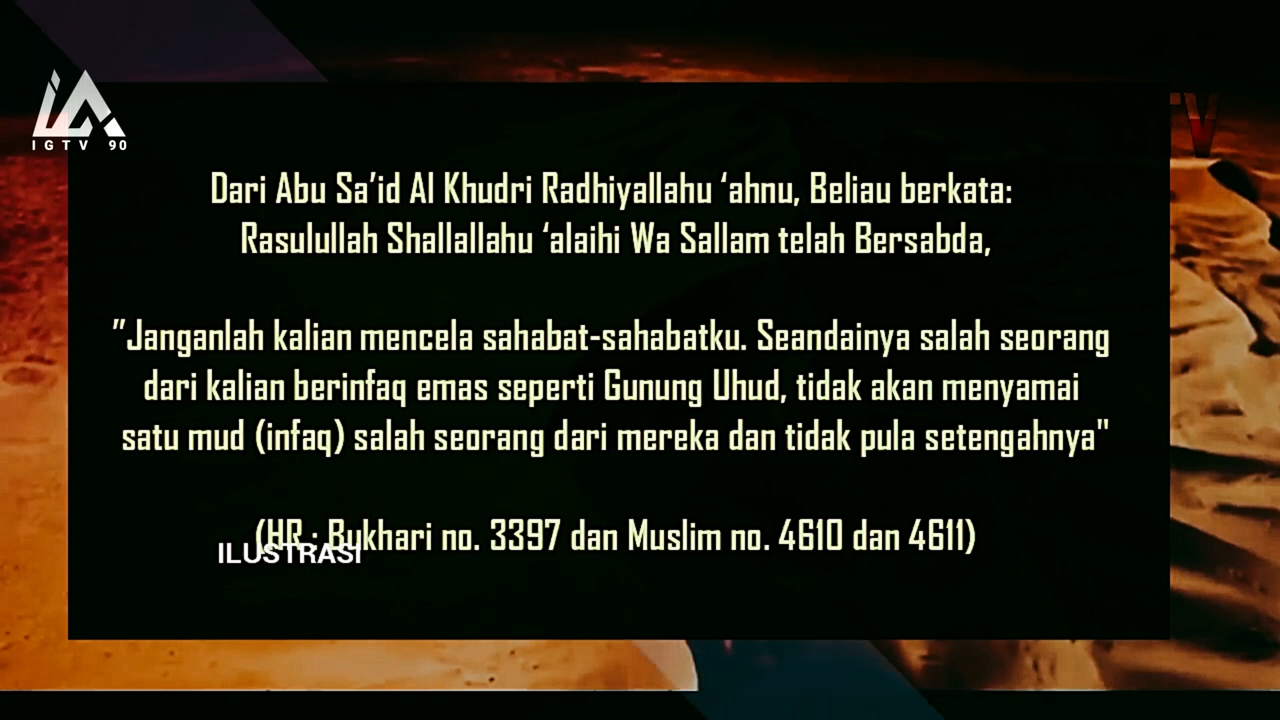 IGTV 90
TV
Dari Abu Sa’id Al Khudri Radhiyallahu ‘ahnu, Beliau berkata:
Rasulullah Shallallahu ‘alaihi Wa Sallam telah Bersabda,
”Janganlah kalian mencela sahabat-sahabatku. Seandainya salah seorang
dari kalian berinfaq emas seperti Gunung Uhud, tidak akan menyamai
satu mud (infaq) salah seorang dari mereka dan tidak pula setengahnya"
(HR : Bukhari no. 3397 dan Muslim no. 4610 dan 4611)
ILUSTRASI